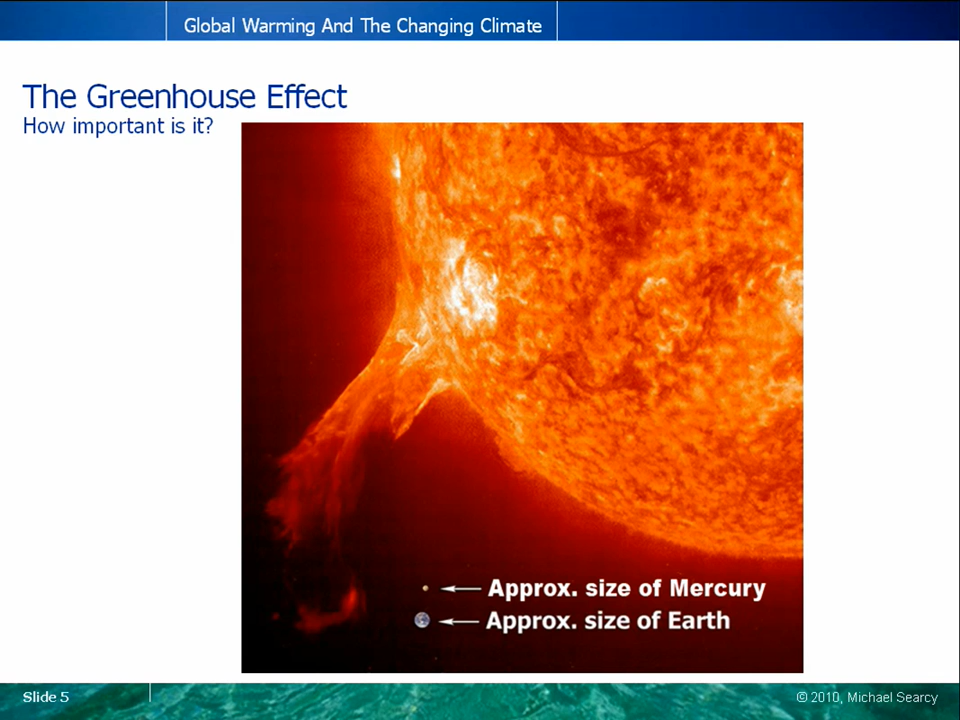 Global Warming And The Changing Climate
The Greenhouse Effect
How important is it?
Approx. size of Mercury
Approx. size of Earth
Slide 5
© 2010, Michael Searcy